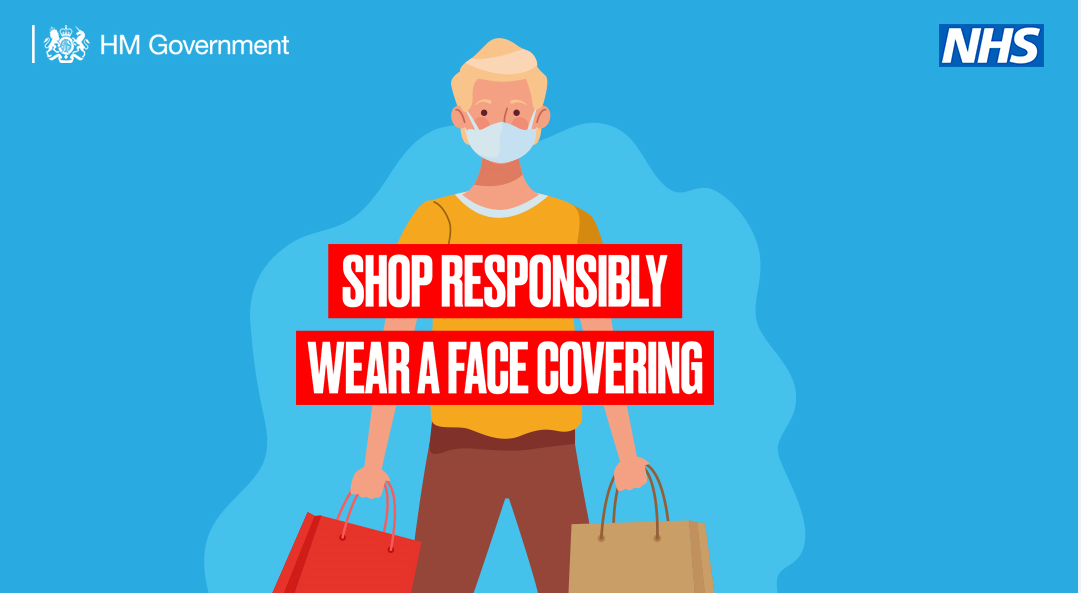 HM Government
NHS
SHOP RESPONSIBLY
WEAR A FACE COVERING